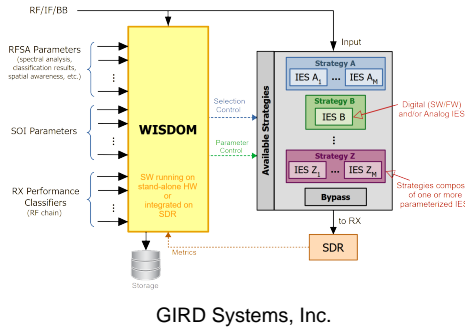 RF/IF/BB
RFSA Parameters
(spectral analysis,
classification results,
spatial awareness, etc.)
SOI Parameters
RX Performance
Classifiers
(RF chain)
WISDOM
SW running on
stand-alone HW
or
integrated on
SDR
Storage
Selection
Control
Parameter
Control
Metrics
Input
Available Strategies
Strategy A
IES A1 ... IES AM
Strategy B
IES B
Strategy Z
IES Z1 ... IES ZM
Bypass
to RX
SDR
Digital (SW/FW)
and/or Analog IES
Strategies compos
of one or more
parameterized IES
GIRD Systems, Inc.